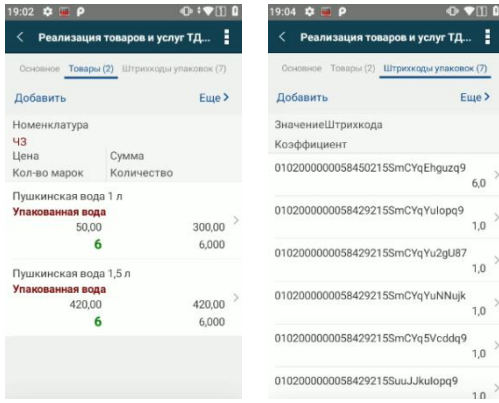 19:02
Реализация товаров и услуг ТД...
Основное Товары (2) Штрихкоды упаковок (7)
Добавить Еще >
Номенклатура
ЧЗ
Цена Сумма
Кол-во марок Количество
Пушкинская вода 1 л
Упакованная вода
50,00 300,00
6 6,000
Пушкинская вода 1,5 л
Упакованная вода
420,00 420,00
6 6,000
19:04
Реализация товаров и услуг ТД...
Основное Товары (2) Штрихкоды упаковок (7)
Добавить Еще >
ЗначениеШтрихкода
Коэффициент
0102000000058450215SmCYqEhguzq9
6,0
0102000000058429215SmCYqYulopq9
1,0
0102000000058429215SmCYqYu2gU87
1,0
0102000000058429215SmCYqYuNNujk
1,0
0102000000058429215SmCYq5Vcddq9
1,0
0102000000058429215SuuJJkulopq9
1,0